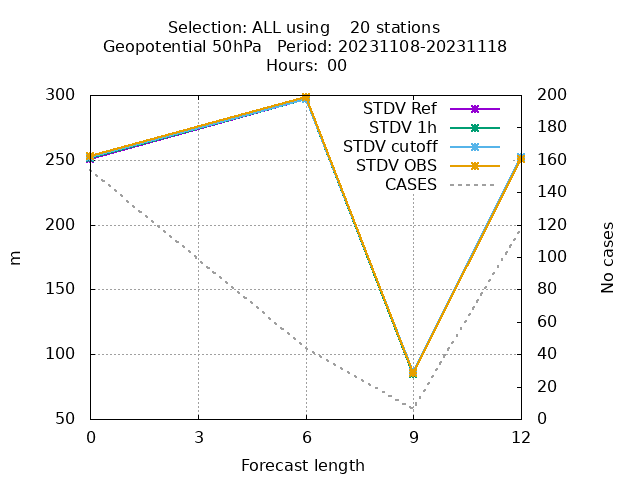 Selection: ALL using    20 stations
Geopotential 50hPa   Period: 20231108-20231118
Hours:  00
STDV Ref
STDV 1h
STDV cutoff
STDV OBS
CASES
300
250
200
150
100
50
m
200
180
160
140
120
100
80
60
40
20
0
No cases
0 3 6 9 12
Forecast length